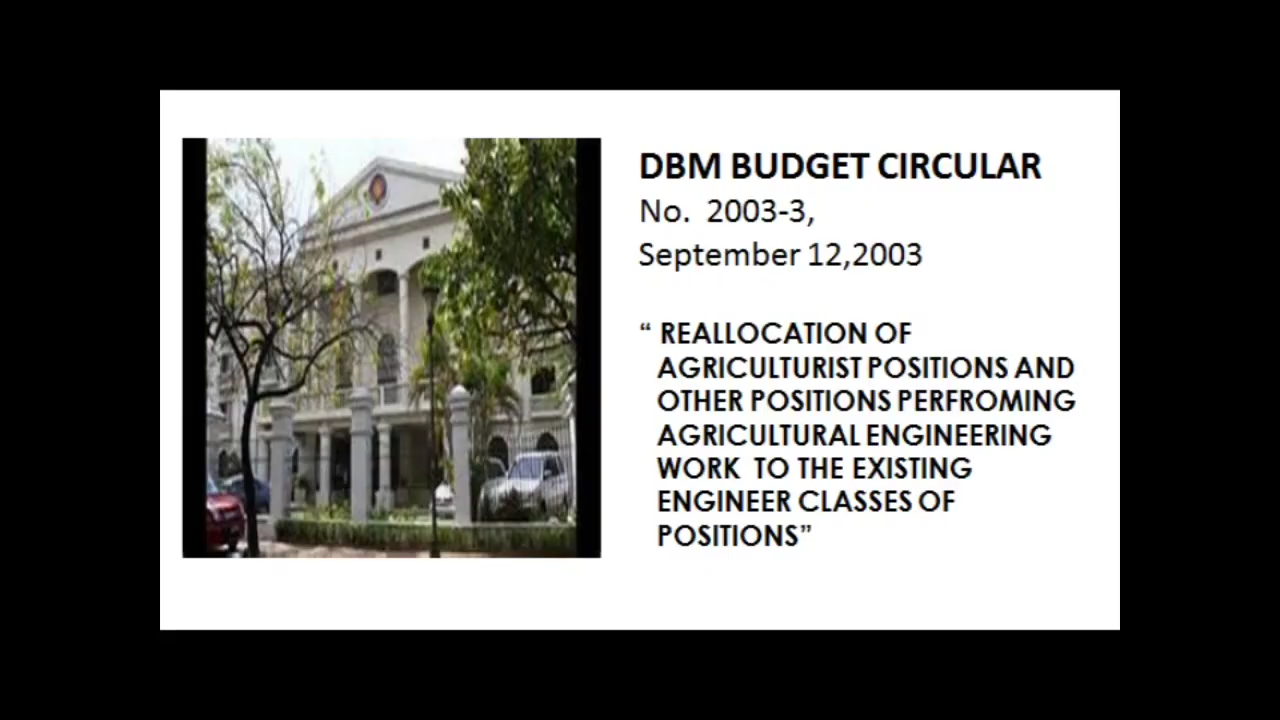 DBM BUDGET CIRCULAR
No.  2003-3,
September 12,2003
“ REALLOCATION OF
AGRICULTURIST POSITIONS AND
OTHER POSITIONS PERFROMING
AGRICULTURAL ENGINEERING
WORK  TO THE EXISTING
ENGINEER CLASSES OF
POSITIONS”